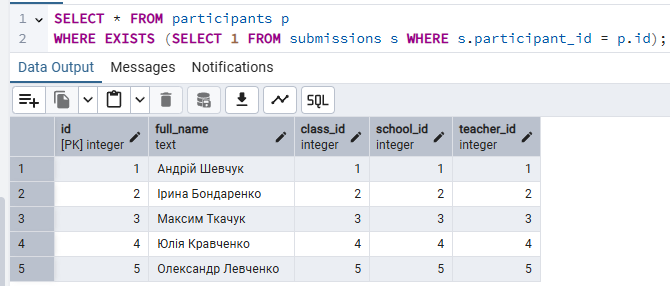 1 SELECT * FROM participants p
2 WHERE EXISTS (SELECT 1 FROM submissions s WHERE s.participant_id = p.id);
Data Output Messages Notifications
SQL
id full_name class_id school_id teacher_id
[PK] integer text integer integer integer
1 1 Андрій Шевчук 1 1 1
2 2 Ірина Бондаренко 2 2 2
3 3 Максим Ткачук 3 3 3
4 4 Юлія Кравченко 4 4 4
5 5 Олександр Левченко 5 5 5